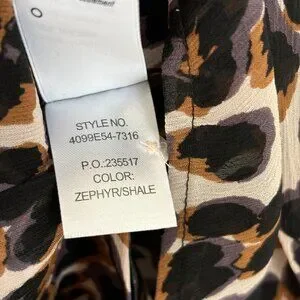 STYLE NO.
4099E54-7316
P.O.:235517
COLOR:
ZEPHYR/SHALE